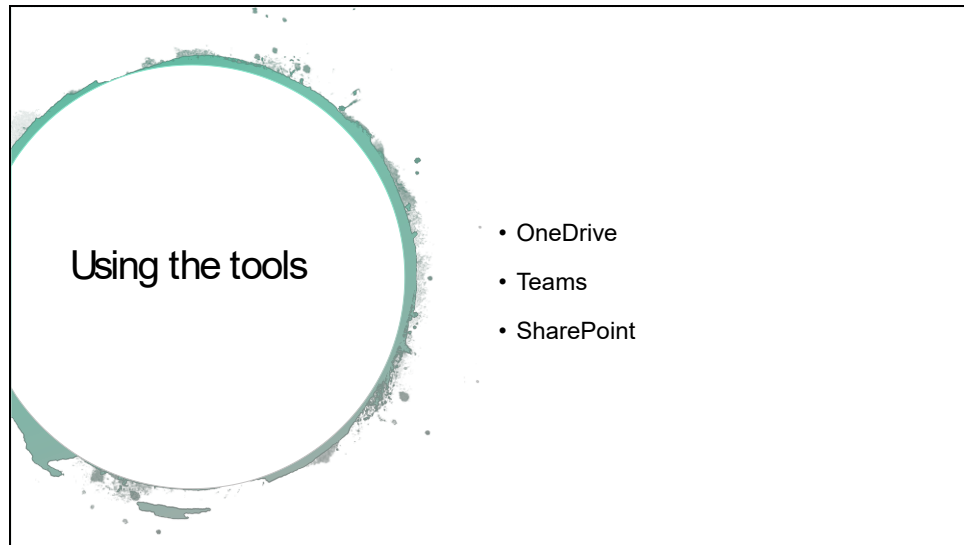 Using the tools
• OneDrive
• Teams
• SharePoint